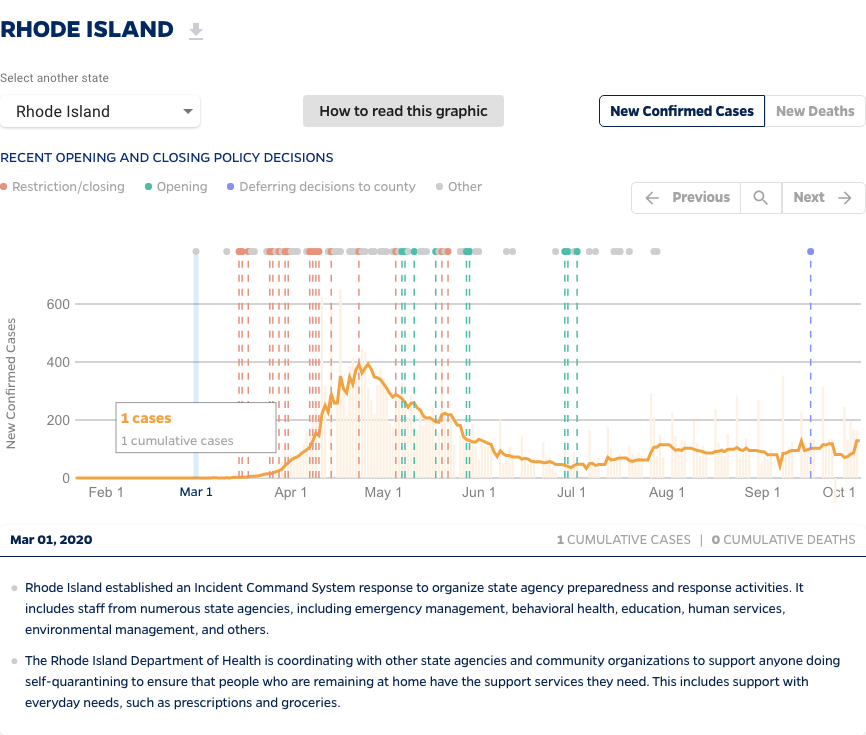 RHODE ISLAND
Select another state
Rhode Island
How to read this graphic
New Confirmed Cases
New Deaths
RECENT OPENING AND CLOSING POLICY DECISIONS
Restriction/closing
Opening
Deferring decisions to county
Other
Previous
Next
New Confirmed Cases
600
400
200
0
1 cases
1 cumulative cases
Feb 1
Mar 1
Apr 1
May 1
Jun 1
Jul 1
Aug 1
Sep 1
Oct 1
Mar 01, 2020
1 CUMULATIVE CASES | 0 CUMULATIVE DEATHS
Rhode Island established an Incident Command System response to organize state agency preparedness and response activities. It
includes staff from numerous state agencies, including emergency management, behavioral health, education, human services,
environmental management, and others.
The Rhode Island Department of Health is coordinating with other state agencies and community organizations to support anyone doing
self-quarantining to ensure that people who are remaining at home have the support services they need. This includes support with
everyday needs, such as prescriptions and groceries.